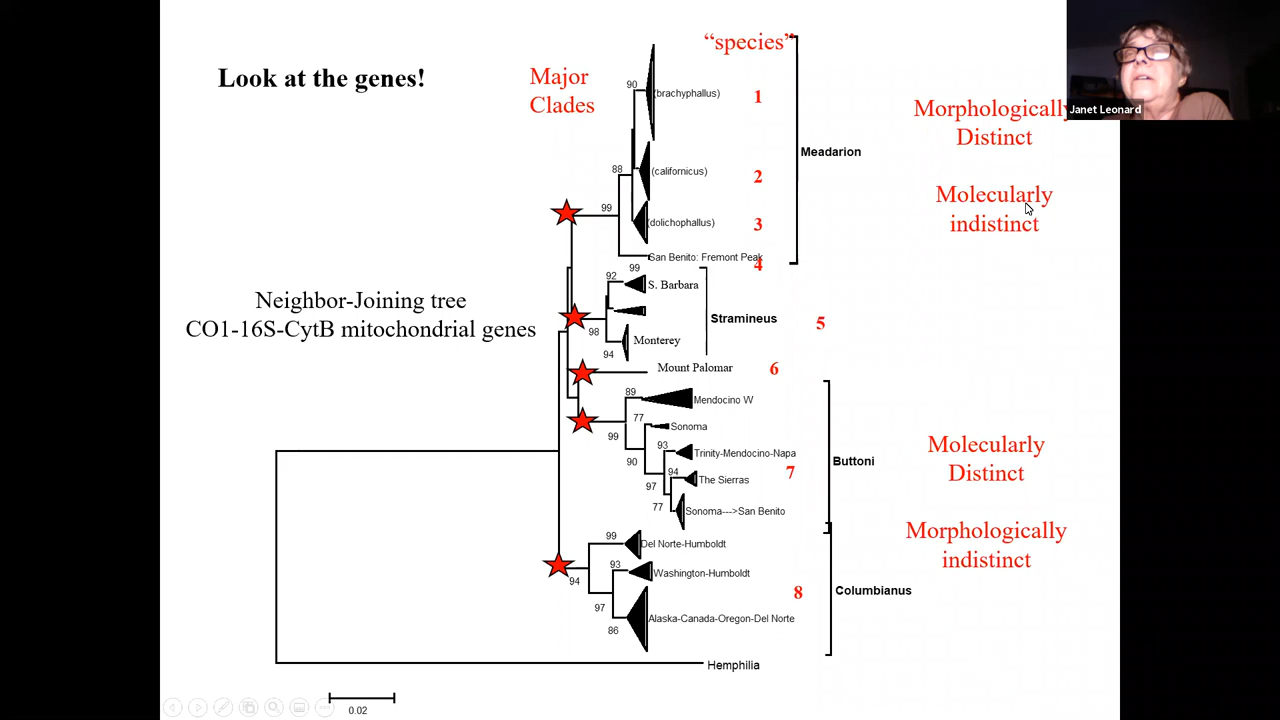 Look at the genes!
Major
Clades
“species”
90
(brachyphallus)
1
Morphologically
Distinct
Janet Leonard
Meadarion
88
(californicus)
2
Molecularly
indistinct
99
(dolichophallus)
3
San Benito: Fremont Peak
4
99
92
S. Barbara
Neighbor-Joining tree
CO1-16S-CytB mitochondrial genes
Stramineus
5
98
94
Monterey
Mount Palomar
6
89
Mendocino W
77
Sonoma
99
93
Trinity-Mendocino-Napa
90
94
The Sierras
7
Buttoni
Molecularly
Distinct
97
77
Sonoma--->San Benito
Morphologically
indistinct
99
Del Norte-Humboldt
94
93
Washington-Humboldt
8
Columbianus
97
Alaska-Canada-Oregon-Del Norte
86
Hemphilia
0.02